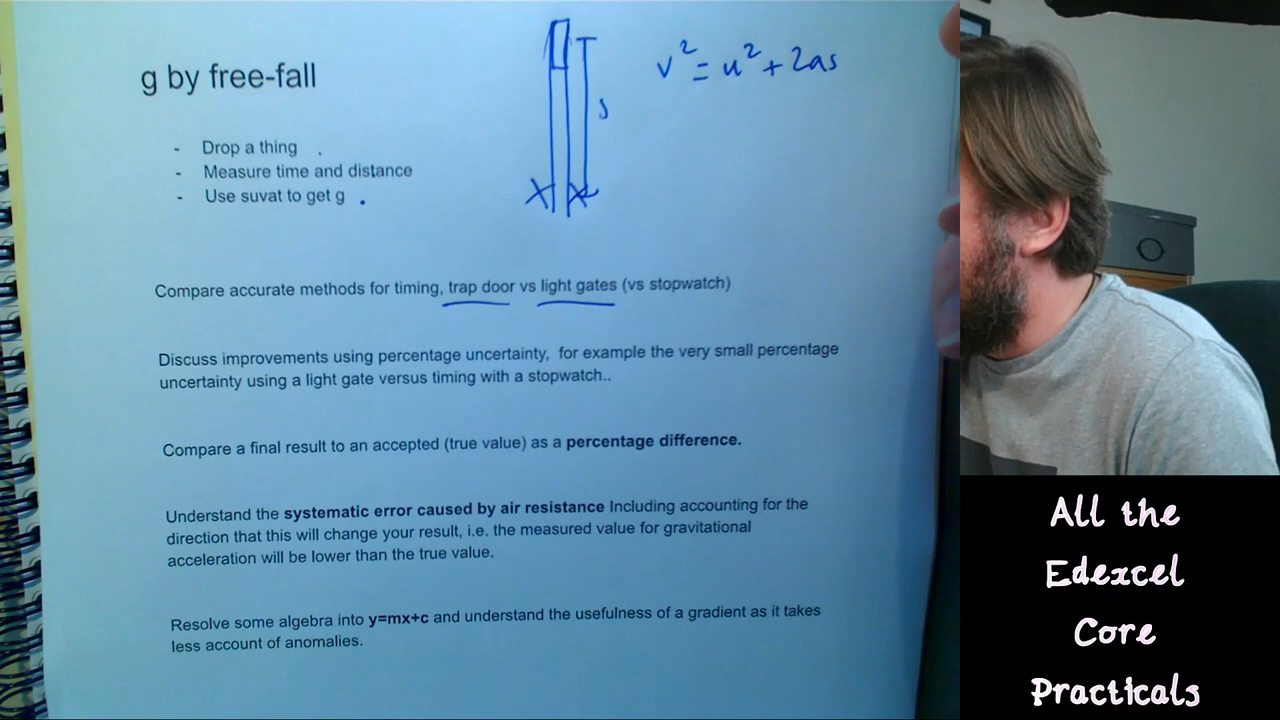 g by free-fall
v² = u² + 2as
s
- Drop a thing
- Measure time and distance
- Use suvat to get g
Compare accurate methods for timing, trap door vs light gates (vs stopwatch)
Discuss improvements using percentage uncertainty, for example the very small percentage
uncertainty using a light gate versus timing with a stopwatch..
Compare a final result to an accepted (true value) as a percentage difference.
Understand the systematic error caused by air resistance Including accounting for the
direction that this will change your result, i.e. the measured value for gravitational
acceleration will be lower than the true value.
Resolve some algebra into y=mx+c and understand the usefulness of a gradient as it takes
less account of anomalies.
All the
Edexcel
Core
Practicals